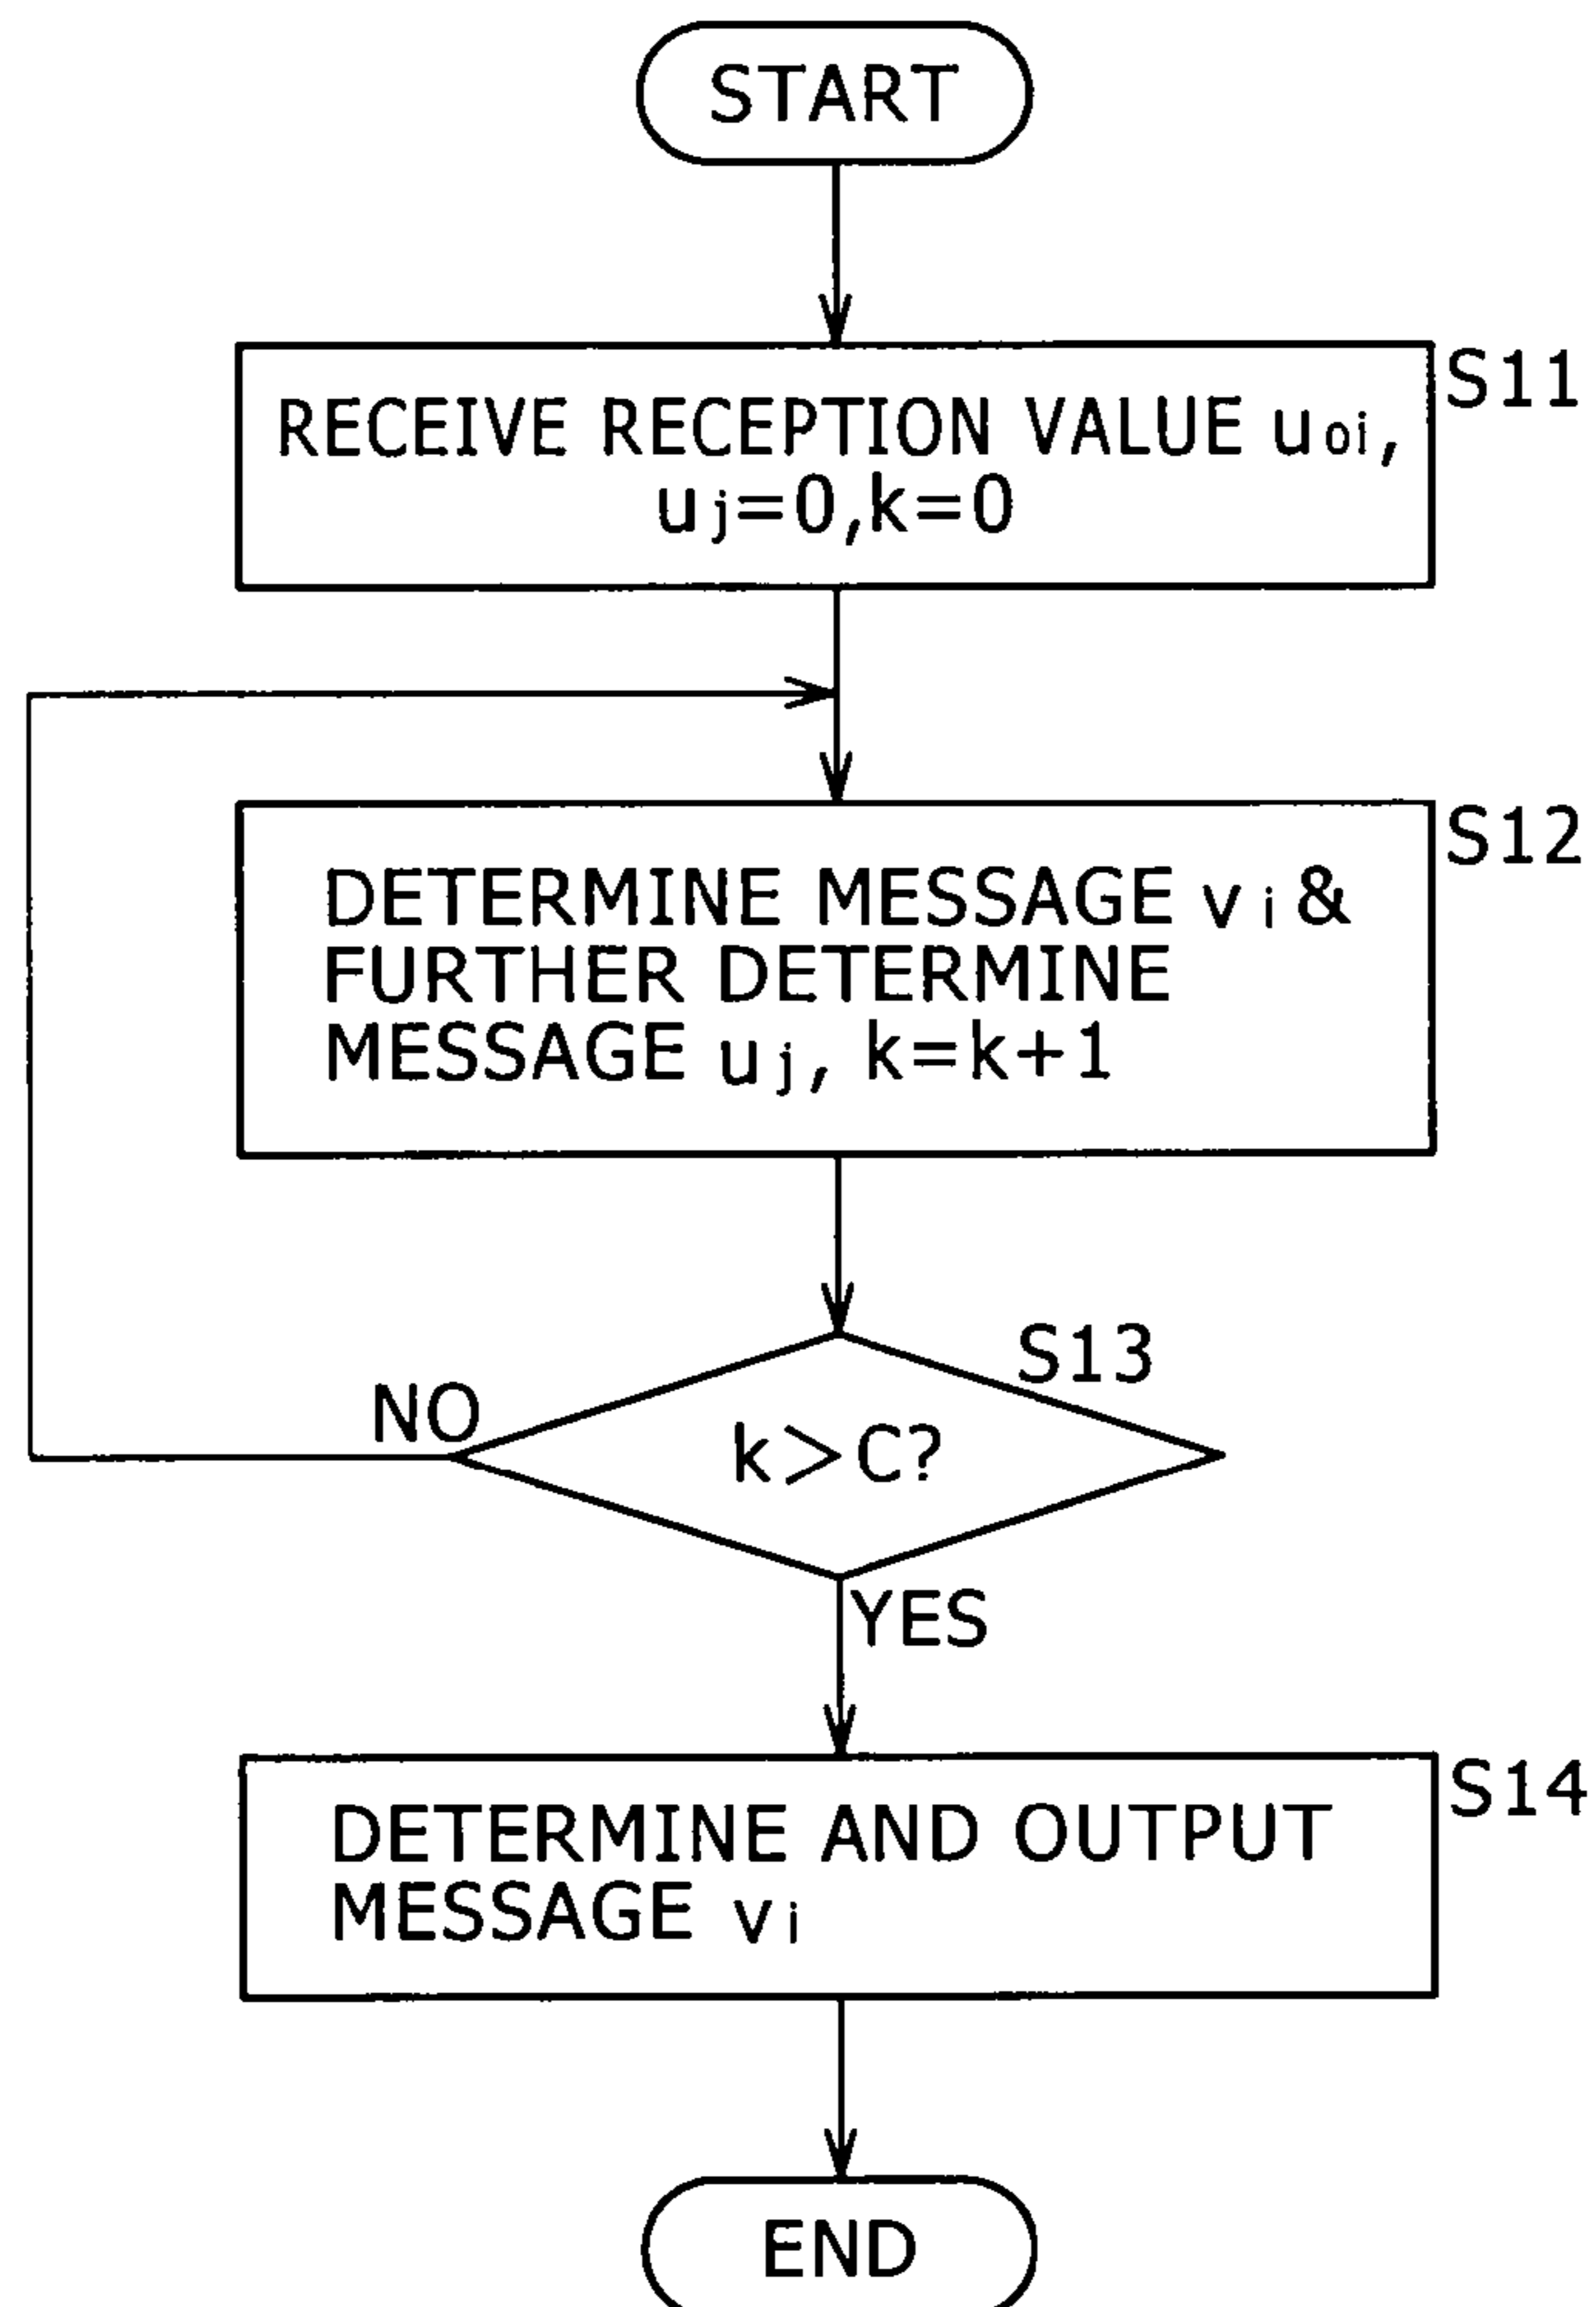 START
S11
RECEIVE RECEPTION VALUE uoi,
uj=0,k=0
S12
DETERMINE MESSAGE vi &
FURTHER DETERMINE
MESSAGE uj, k=k+1
S13
NO
k>C?
YES
S14
DETERMINE AND OUTPUT
MESSAGE vi
END